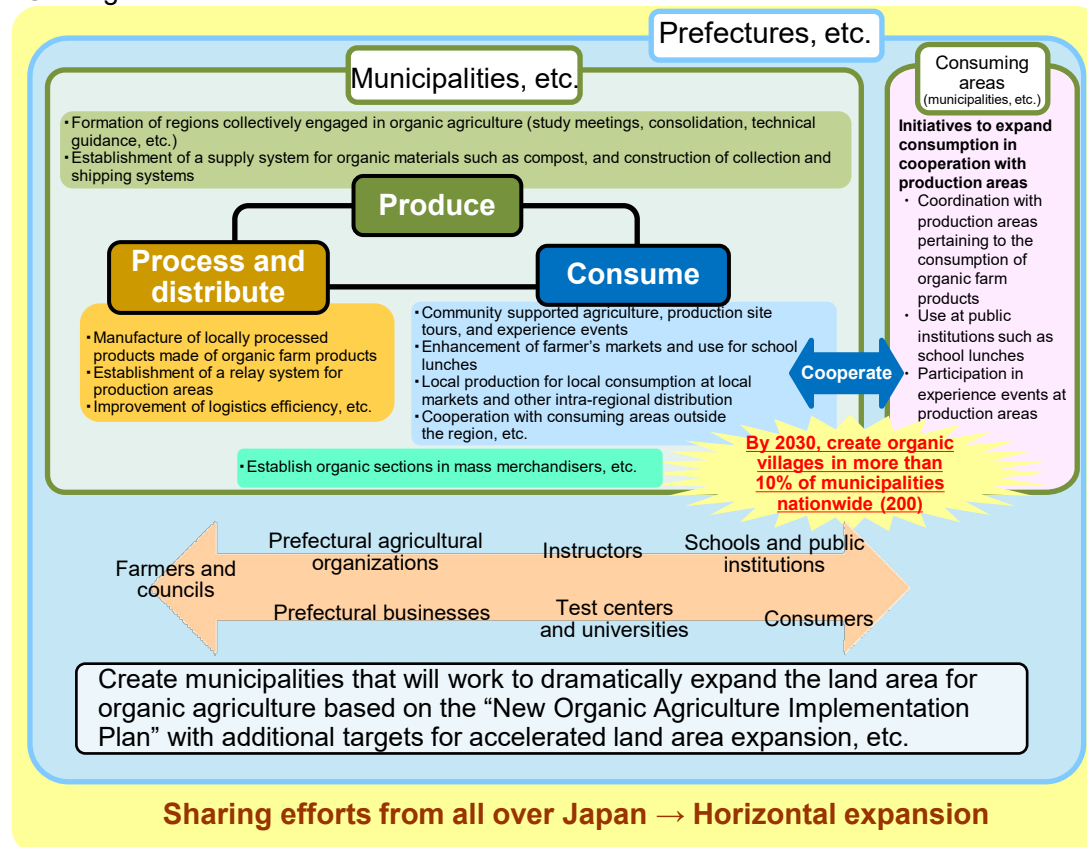 Prefectures, etc.
Municipalities, etc.
・Formation of regions collectively engaged in organic agriculture (study meetings, consolidation, technical
guidance, etc.)
・Establishment of a supply system for organic materials such as compost, and construction of collection and
shipping systems
Produce
Process and
distribute
Consume
・Manufacture of locally processed
products made of organic farm products
・Establishment of a relay system for
production areas
・Improvement of logistics efficiency, etc.
・Community supported agriculture, production site
tours, and experience events
・Enhancement of farmer's markets and use for school
lunches
・Local production for local consumption at local
markets and other intra-regional distribution
・Cooperation with consuming areas outside
the region, etc.
・Establish organic sections in mass merchandisers, etc.
Cooperate
Consuming
areas
(municipalities, etc.)
Initiatives to expand
consumption in
cooperation with
production areas
・ Coordination with
production areas
pertaining to the
consumption of
organic farm
products
・ Use at public
institutions such as
school lunches
・ Participation in
experience events at
production areas
By 2030, create organic
villages in more than
10% of municipalities
nationwide (200)
Farmers and
councils
Prefectural agricultural
organizations
Instructors
Schools and public
institutions
Prefectural businesses
Test centers
and universities
Consumers
Create municipalities that will work to dramatically expand the land area for
organic agriculture based on the “New Organic Agriculture Implementation
Plan” with additional targets for accelerated land area expansion, etc.
Sharing efforts from all over Japan → Horizontal expansion